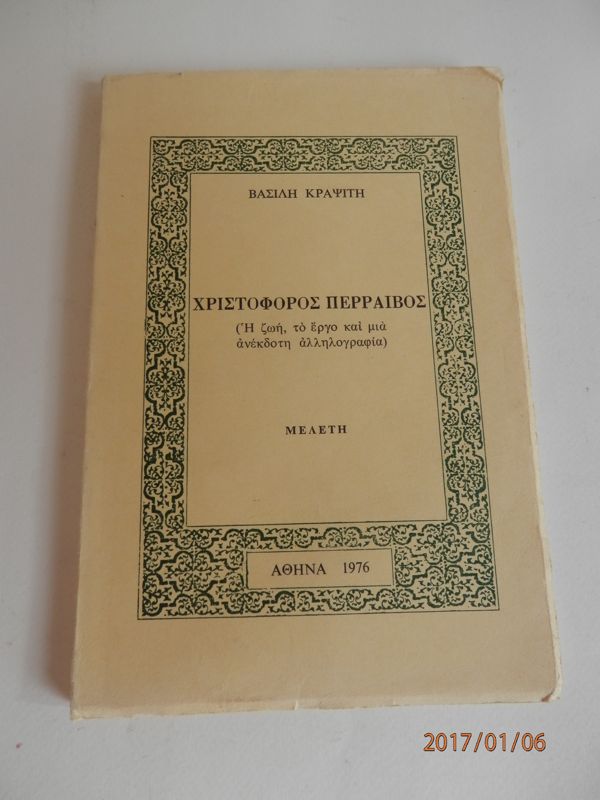 ΒΑΣΙΛΗ ΚΡΑΨΙΤΗ
ΧΡΙΣΤΟΦΟΡΟΣ ΠΕΡΡΑΙΒΟΣ
(Ἡ ζωή, τὸ ἔργο καὶ μιὰ
ἀνέκδοτη ἀλληλογραφία)
ΜΕΛΕΤΗ
ΑΘΗΝΑ 1976
2017/01/06